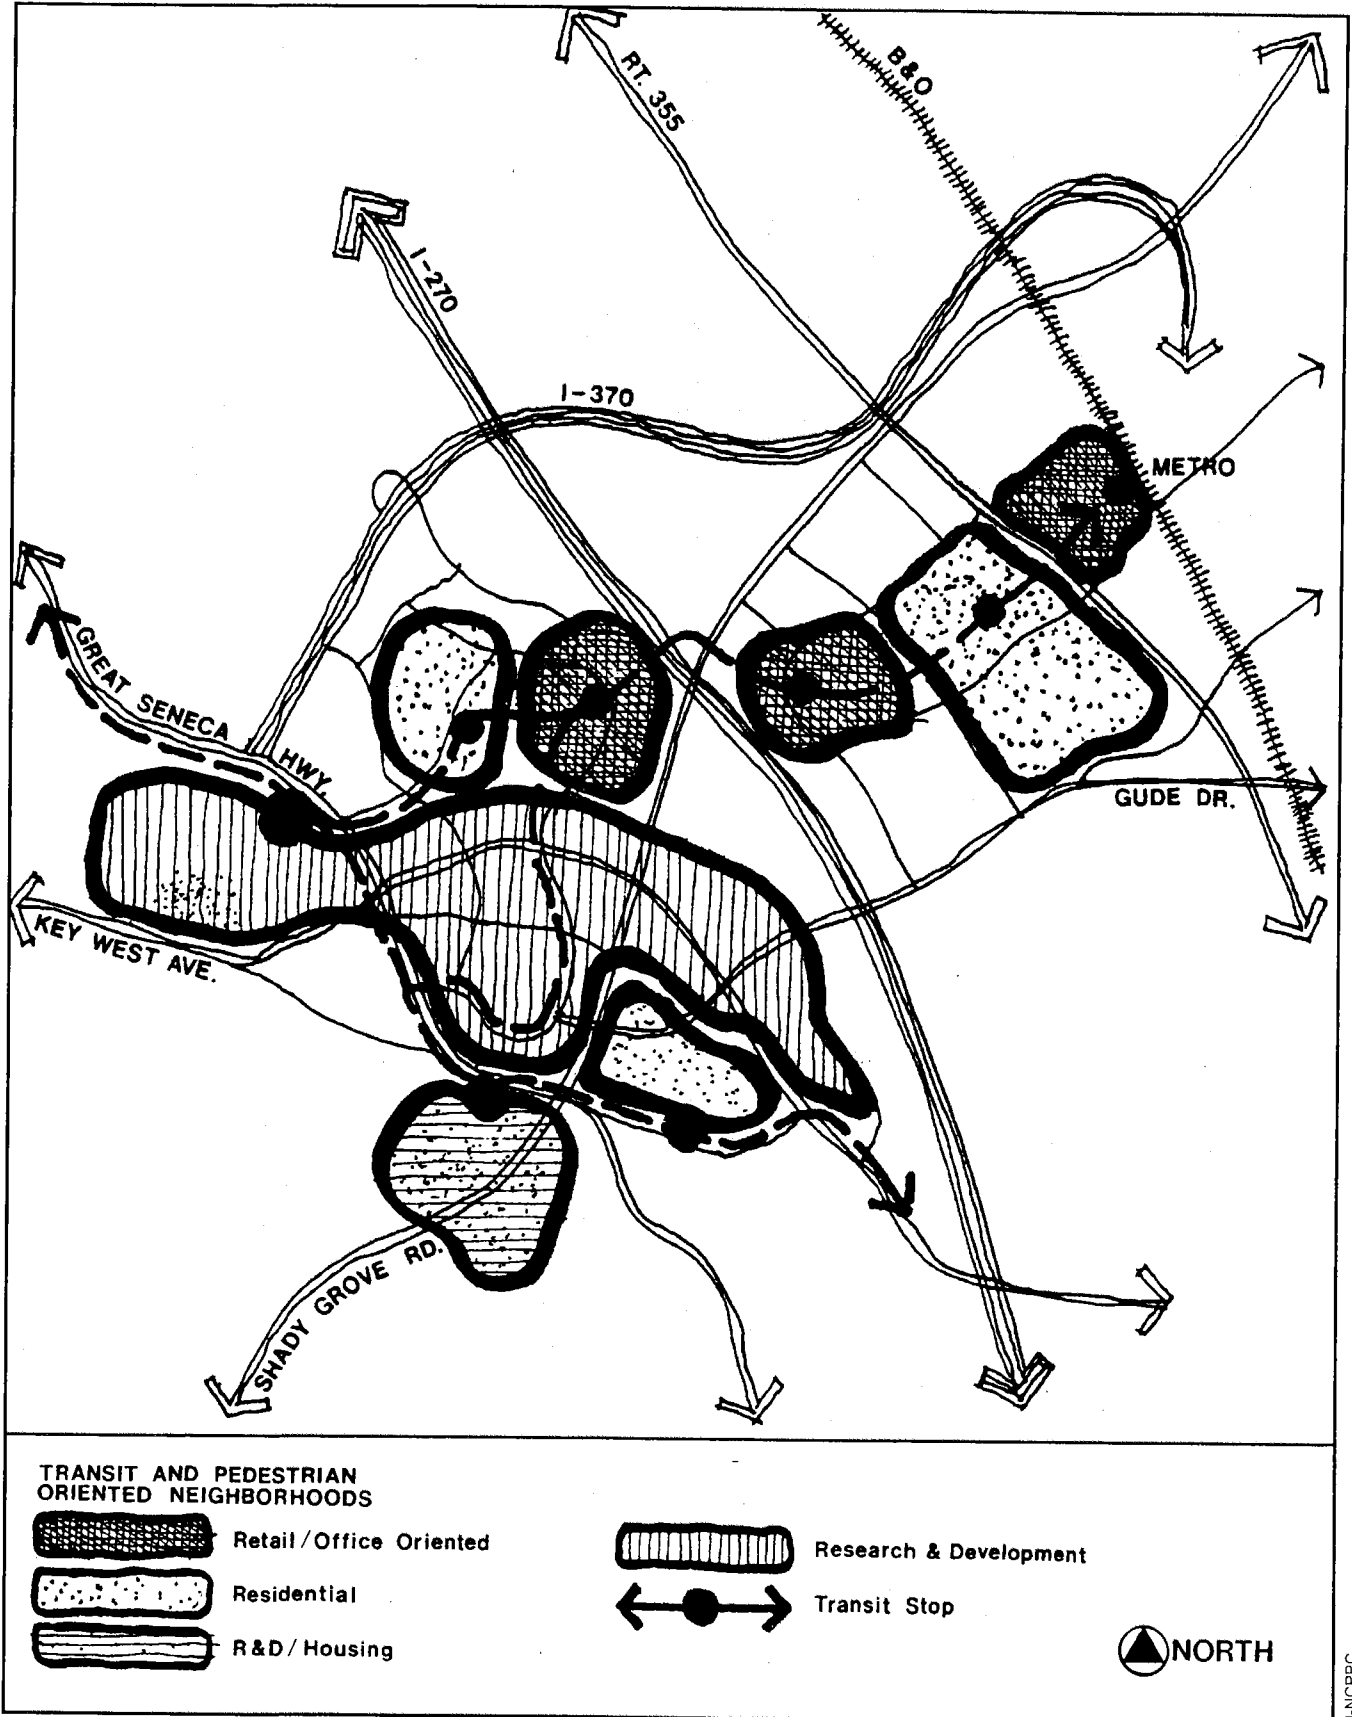 B&O
RT. 355
I-270
I-370
METRO
GREAT SENECA HWY.
GUDE DR.
KEY WEST AVE.
SHADY GROVE RD.
TRANSIT AND PEDESTRIAN
ORIENTED NEIGHBORHOODS
Retail/Office Oriented
Residential
R&D/Housing
Research & Development
Transit Stop
NORTH